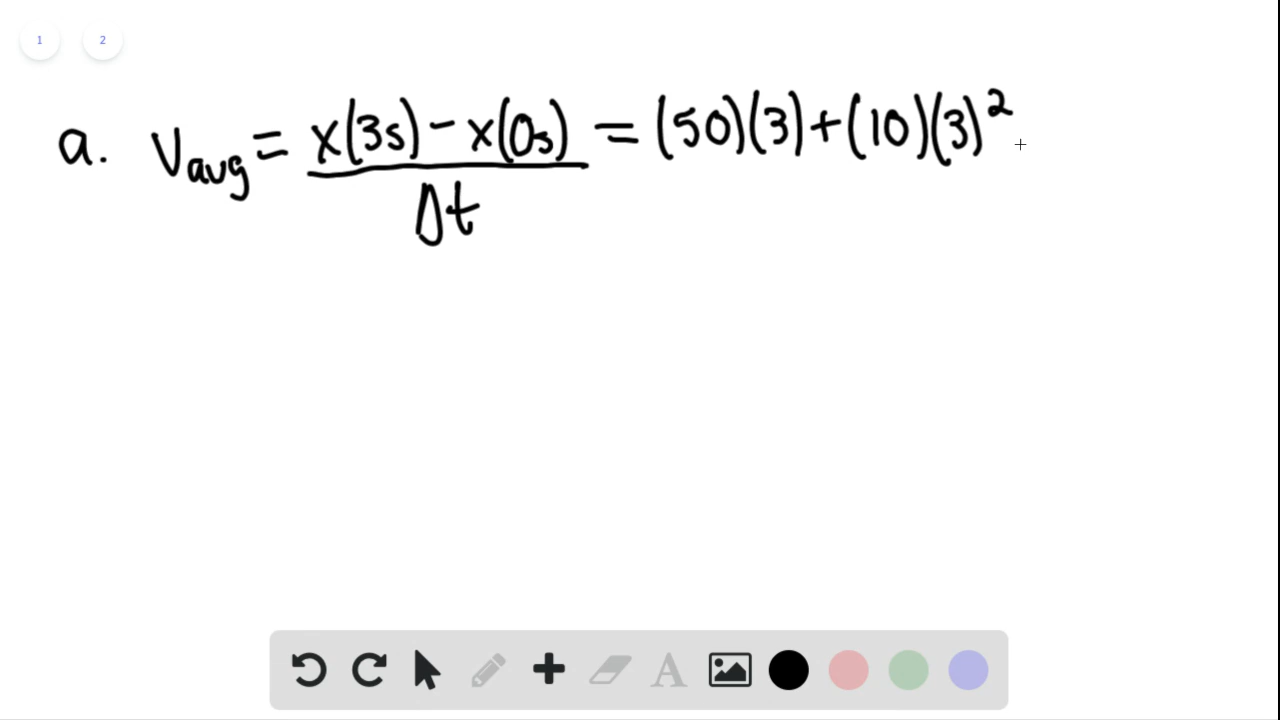 1 2
a. Vavg = x(3s) - x(0s) = (50)(3) + (10)(3)²
Δt
A